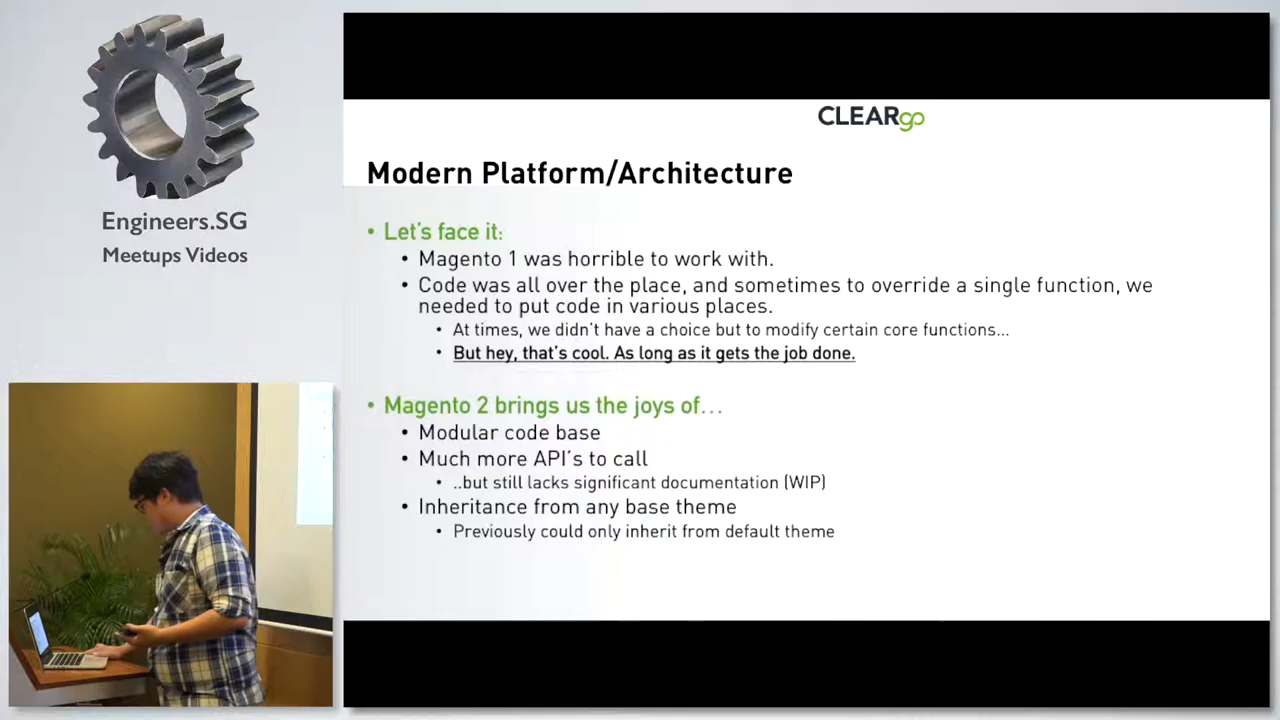 Engineers.SG
Meetups Videos
CLEARgo
Modern Platform/Architecture
• Let's face it:
• Magento 1 was horrible to work with.
• Code was all over the place, and sometimes to override a single function, we
needed to put code in various places.
• At times, we didn't have a choice but to modify certain core functions...
• But hey, that's cool. As long as it gets the job done.
• Magento 2 brings us the joys of...
• Modular code base
• Much more API's to call
• ..but still lacks significant documentation (WIP)
• Inheritance from any base theme
• Previously could only inherit from default theme